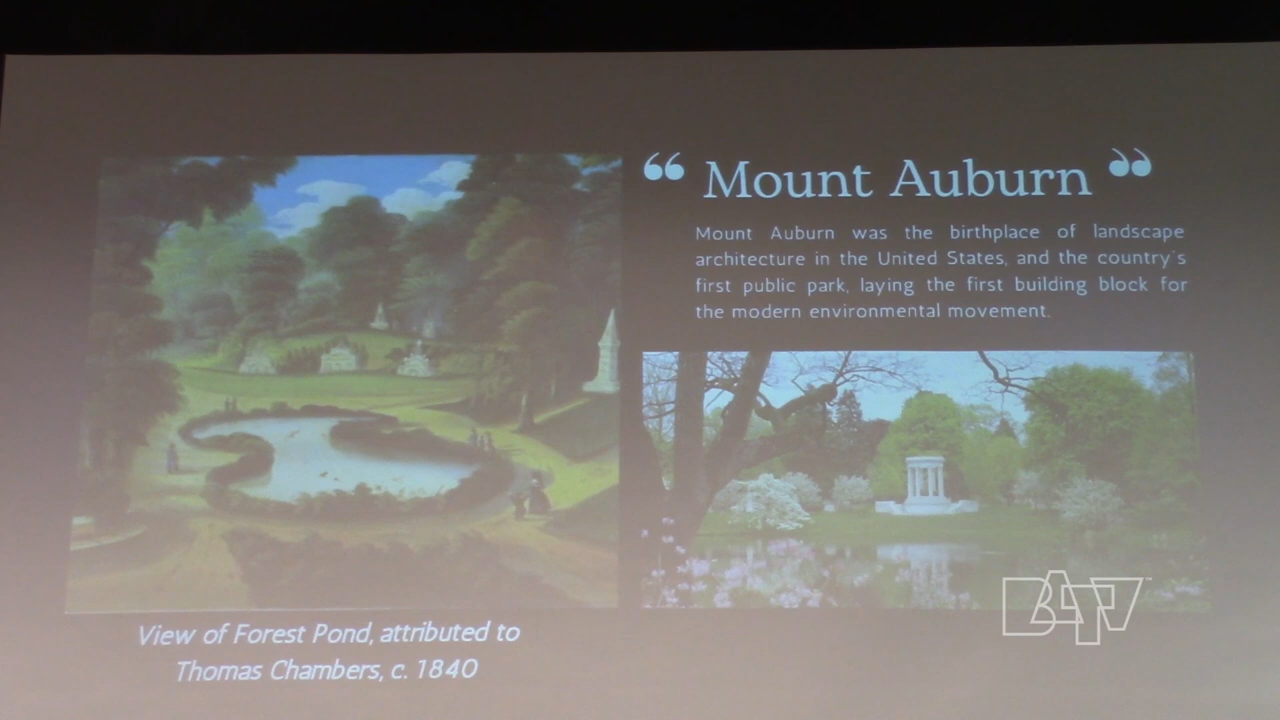 “ Mount Auburn ”
Mount Auburn was the birthplace of landscape
architecture in the United States, and the country's
first public park, laying the first building block for
the modern environmental movement.
View of Forest Pond, attributed to
Thomas Chambers, c. 1840
BATV™